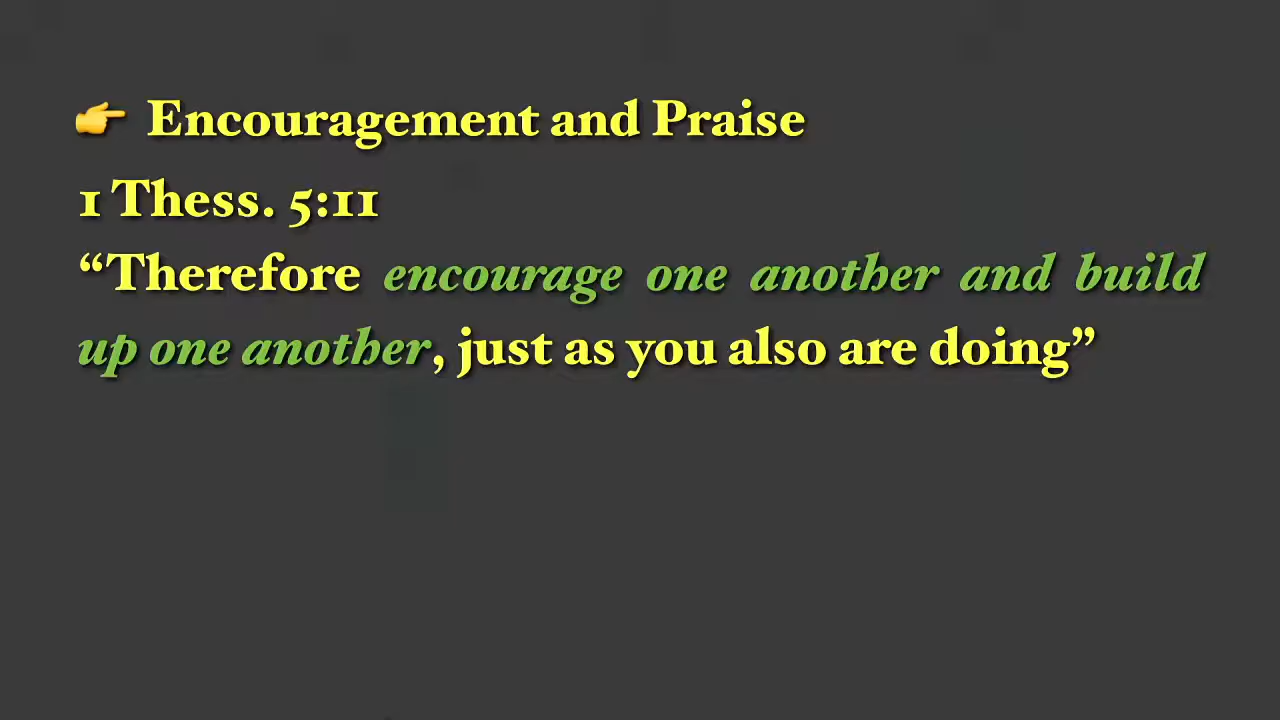 👉 Encouragement and Praise
1 Thess. 5:11
“Therefore encourage one another and build
up one another, just as you also are doing”